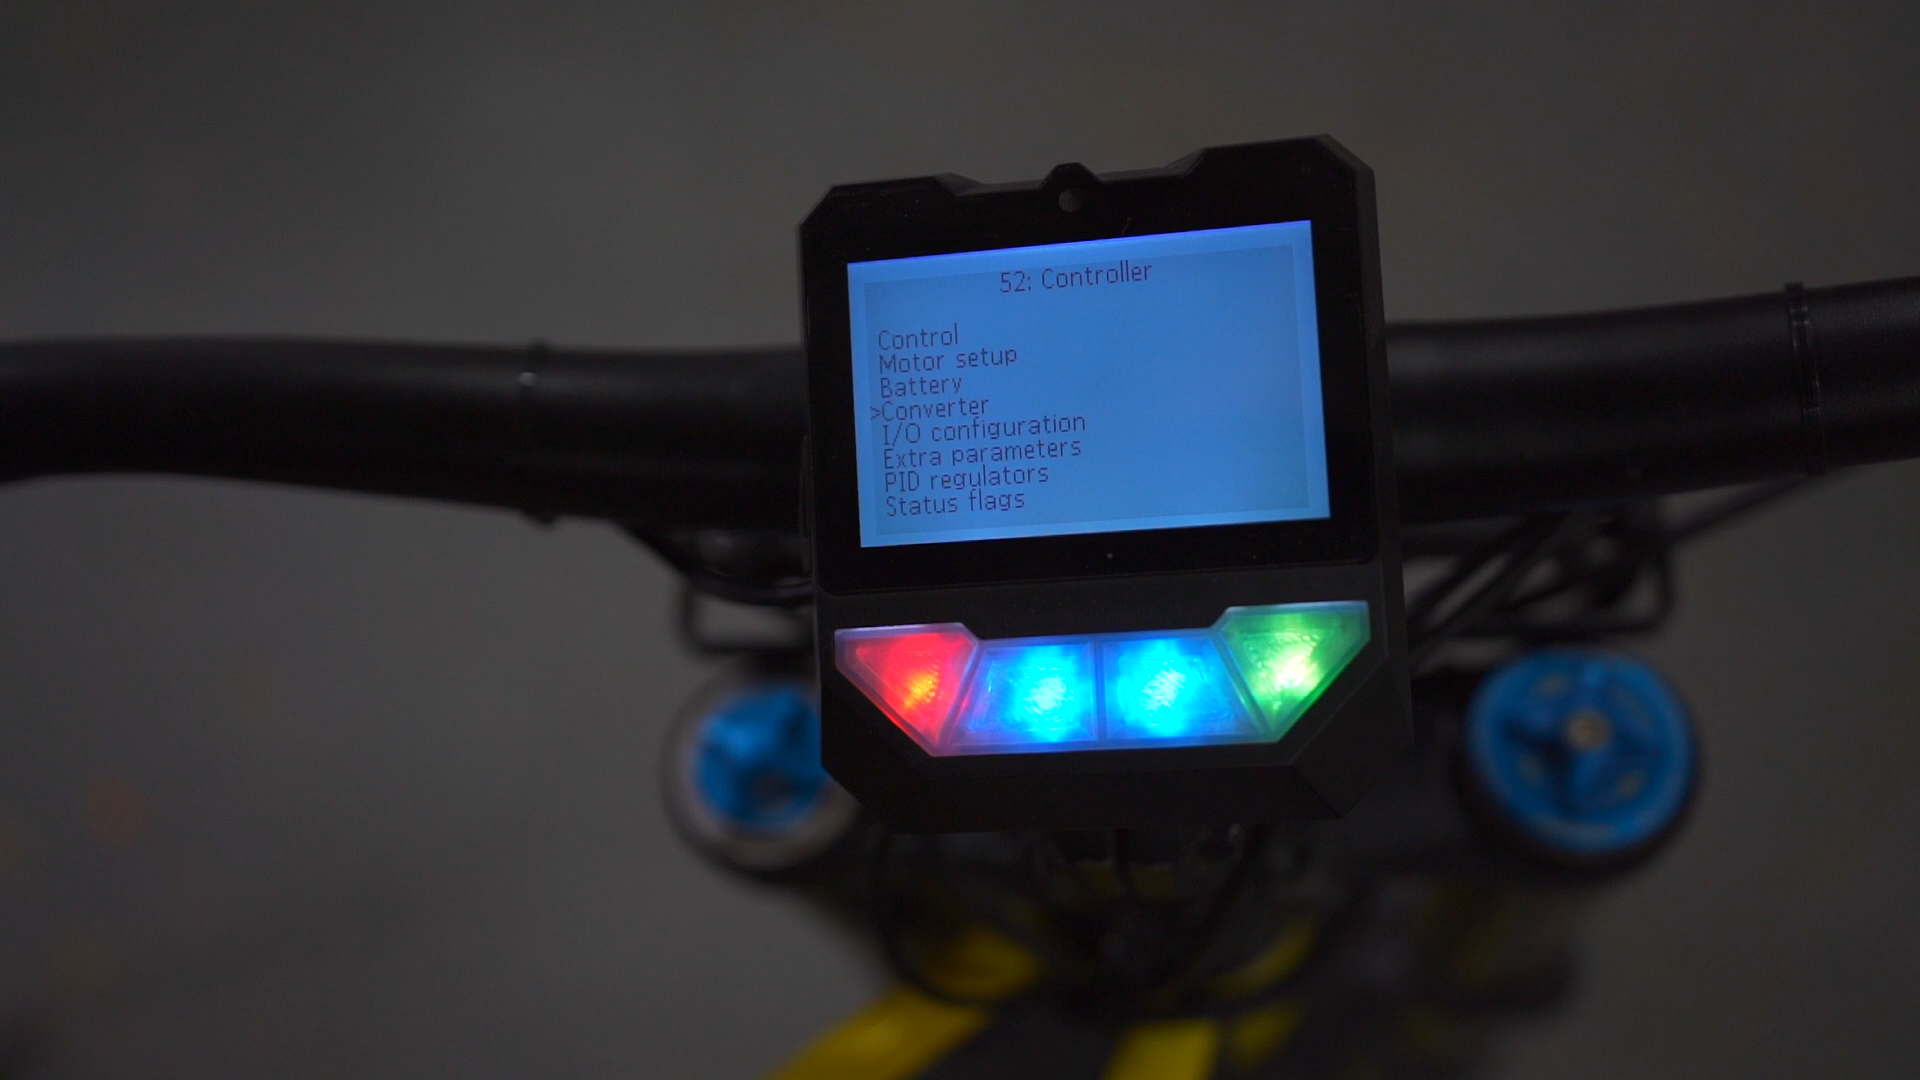 52: Controller
Control
Motor setup
Battery
>Converter
I/O configuration
Extra parameters
PID regulators
Status flags